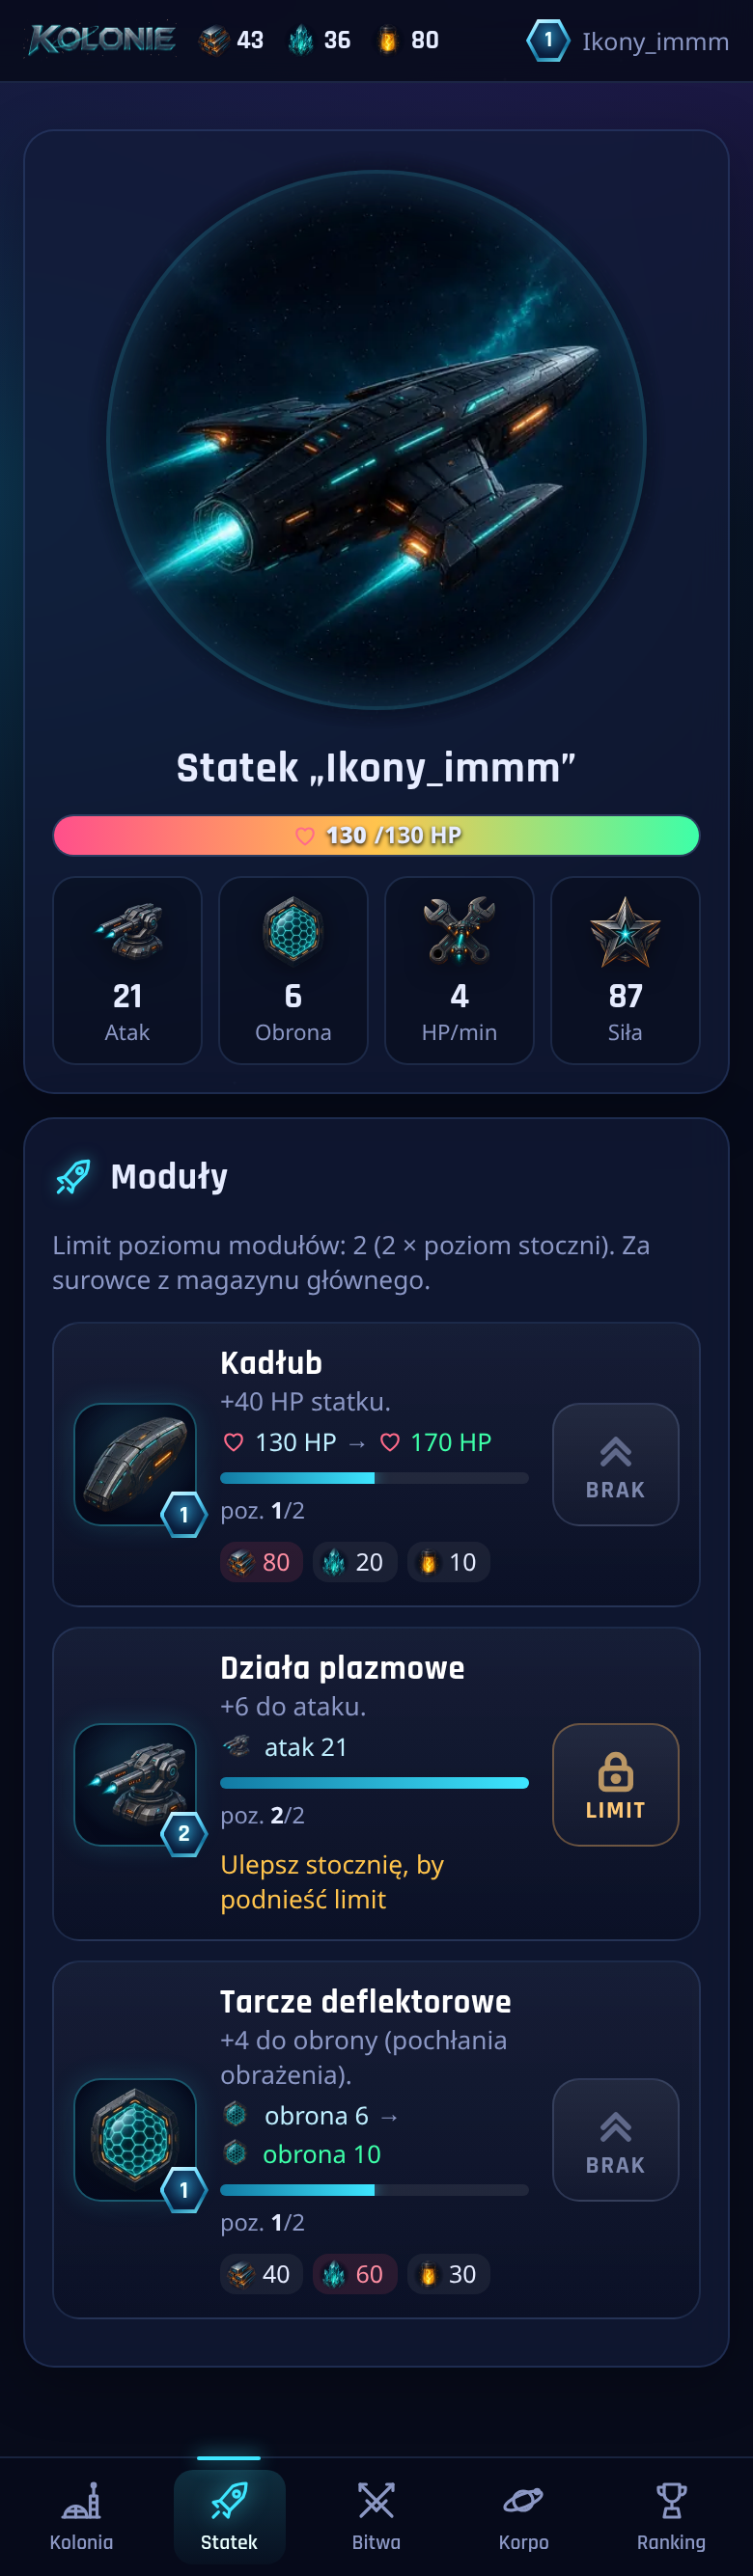 KOLONIE 43 36 80 1 Ikony_immm
Statek „Ikony_immm”
130 /130 HP
21 6 4 87
Atak Obrona HP/min Siła
Moduły
Limit poziomu modułów: 2 (2 × poziom stoczni). Za
surowce z magazynu głównego.
Kadłub
+40 HP statku.
130 HP → 170 HP
1
poz. 1/2
BRAK
80 20 10
Działa plazmowe
+6 do ataku.
atak 21
2
poz. 2/2
LIMIT
Ulepsz stocznię, by
podnieść limit
Tarcze deflektorowe
+4 do obrony (pochłania
obrażenia).
obrona 6 →
obrona 10
1
poz. 1/2
BRAK
40 60 30
Kolonia Statek Bitwa Korpo Ranking